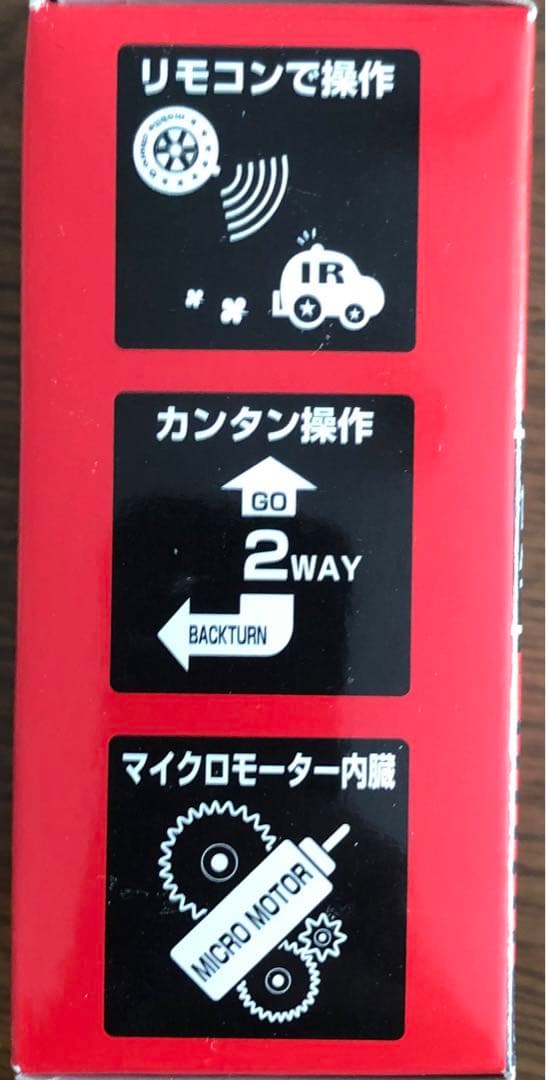 リモコンで操作
IR
カンタン操作
GO
2WAY
BACKTURN
マイクロモーター内臓
MICRO MOTOR